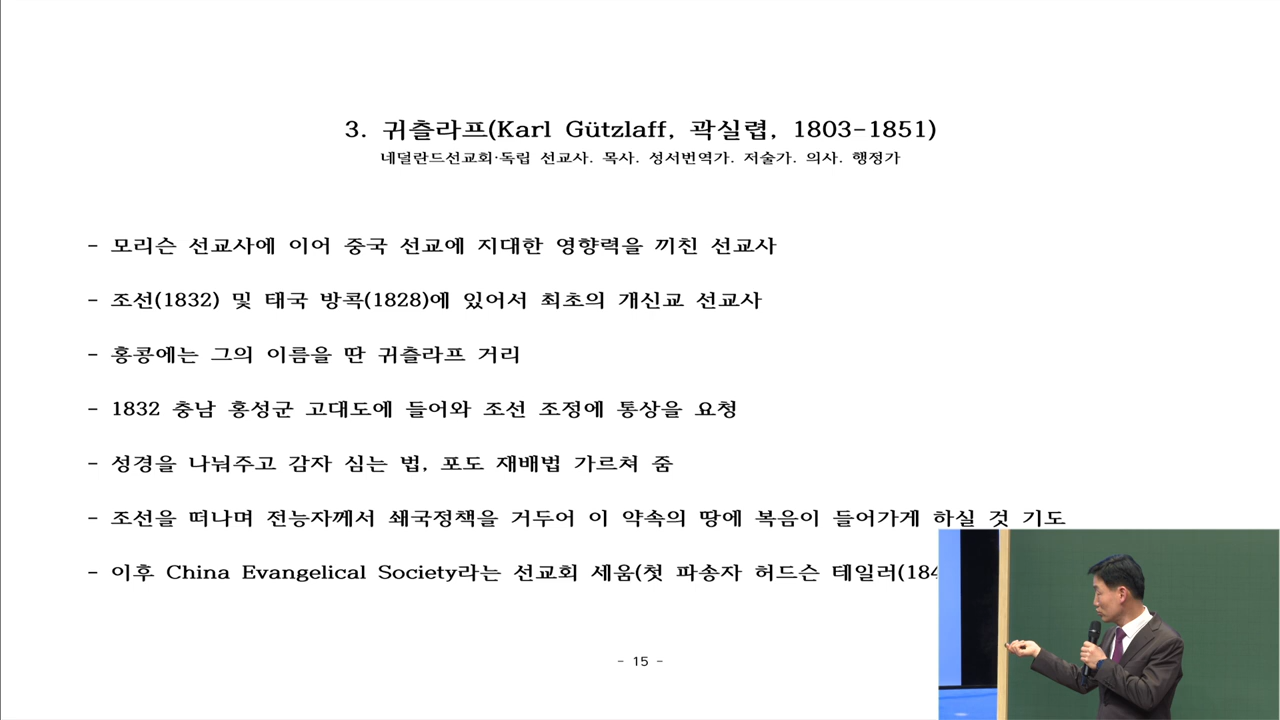 3. 귀츨라프(Karl Gützlaff, 곽실렵, 1803-1851)
네덜란드선교회·독립 선교사. 목사. 성서번역가. 저술가. 의사. 행정가
- 모리슨 선교사에 이어 중국 선교에 지대한 영향력을 끼친 선교사
- 조선(1832) 및 태국 방콕(1828)에 있어서 최초의 개신교 선교사
- 홍콩에는 그의 이름을 딴 귀츨라프 거리
- 1832 충남 홍성군 고대도에 들어와 조선 조정에 통상을 요청
- 성경을 나눠주고 감자 심는 법, 포도 재배법 가르쳐 줌
- 조선을 떠나며 전능자께서 쇄국정책을 거두어 이 약속의 땅에 복음이 들어가게 하실 것 기도
- 이후 China Evangelical Society라는 선교회 세움(첫 파송자 허드슨 테일러
- 15 -